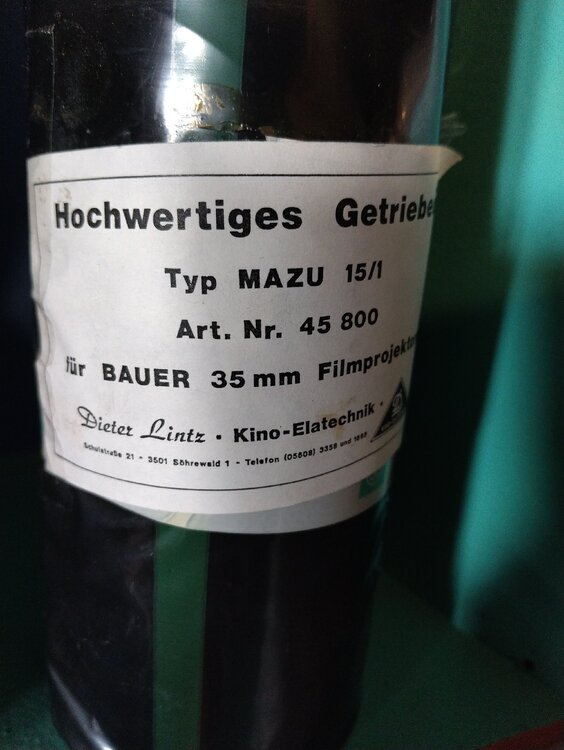 Hochwertiges Getriebe
Typ MAZU 15/1
Art. Nr. 45 800
für BAUER 35 mm Filmprojekto
Dieter Lintz · Kino-Elatechnik ·
Schulstraße 21 - 3501 Söhrewald 1 - Telefon (05608) 3358 und